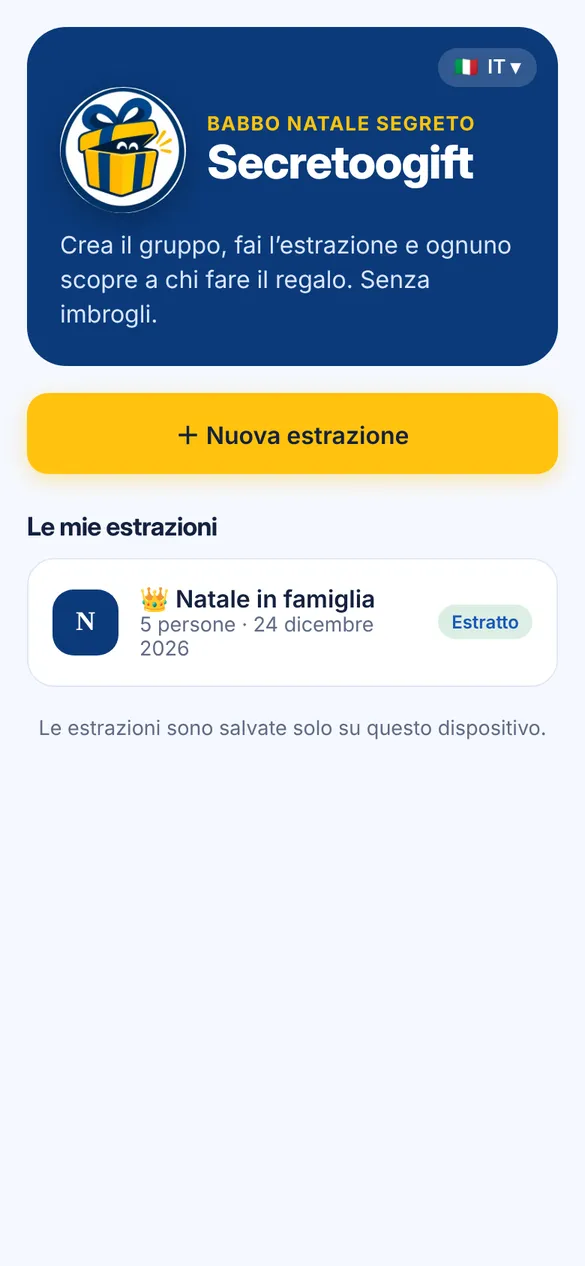 🇮🇹 IT ▾
BABBO NATALE SEGRETO
Secretoogift
Crea il gruppo, fai l’estrazione e ognuno
scopre a chi fare il regalo. Senza
imbrogli.
+ Nuova estrazione
Le mie estrazioni
N
👑 Natale in famiglia
5 persone · 24 dicembre
2026
Estratto
Le estrazioni sono salvate solo su questo dispositivo.